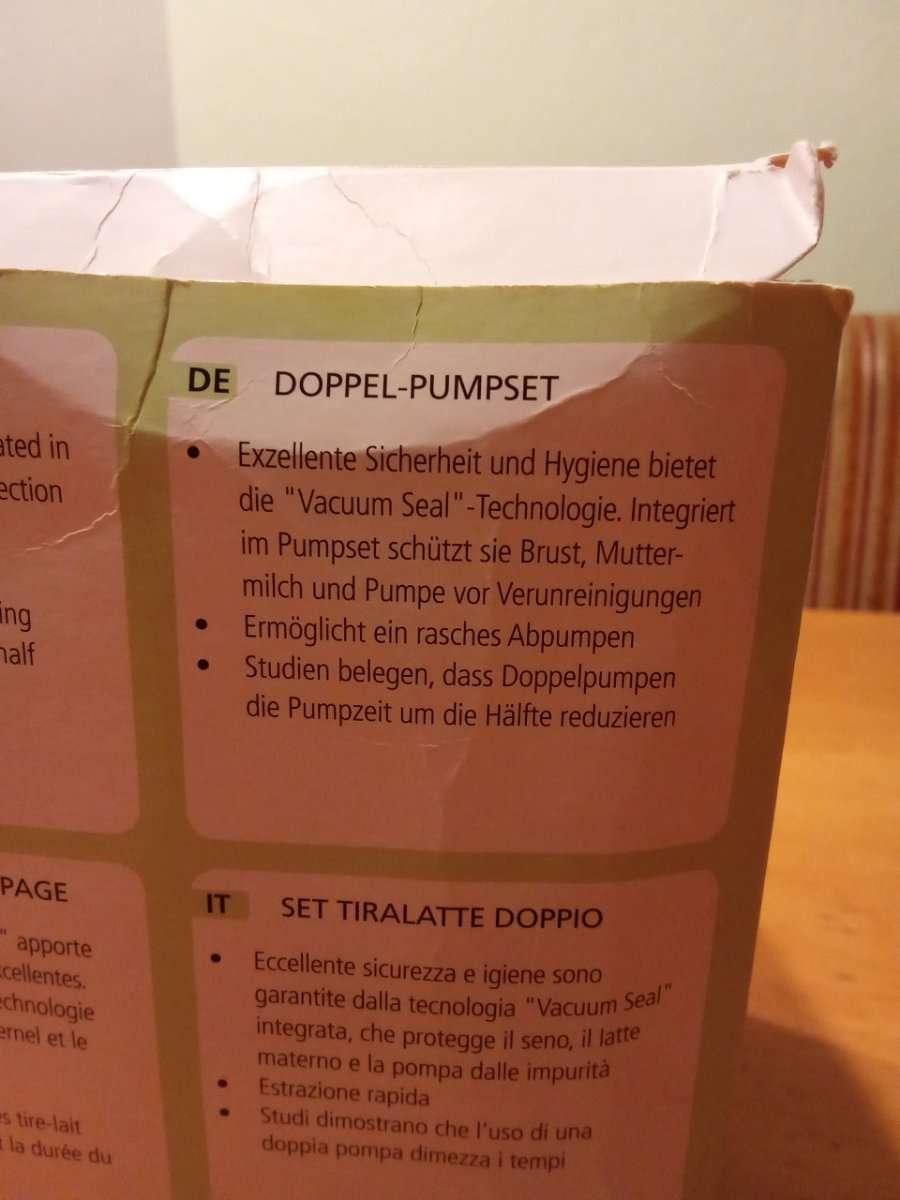 ated in
ection
ing
half
DE DOPPEL-PUMPSET
• Exzellente Sicherheit und Hygiene bietet
die "Vacuum Seal"-Technologie. Integriert
im Pumpset schützt sie Brust, Mutter-
milch und Pumpe vor Verunreinigungen
• Ermöglicht ein rasches Abpumpen
• Studien belegen, dass Doppelpumpen
die Pumpzeit um die Hälfte reduzieren
PAGE
" apporte
xcellentes.
echnologie
ernel et le
es tire-lait
t la durée du
IT SET TIRALATTE DOPPIO
• Eccellente sicurezza e igiene sono
garantite dalla tecnologia "Vacuum Seal"
integrata, che protegge il seno, il latte
materno e la pompa dalle impurità
• Estrazione rapida
• Studi dimostrano che l'uso di una
doppia pompa dimezza i tempi